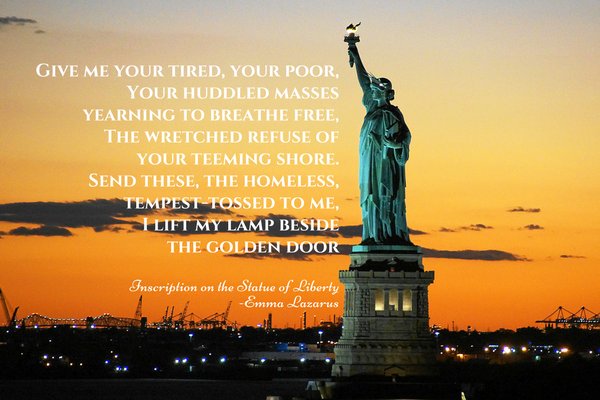 Give me your tired, your poor,
Your huddled masses
yearning to breathe free,
The wretched refuse of
your teeming shore.
Send these, the homeless,
tempest-tossed to me,
I lift my lamp beside
the golden door
Inscription on the Statue of Liberty
-Emma Lazarus